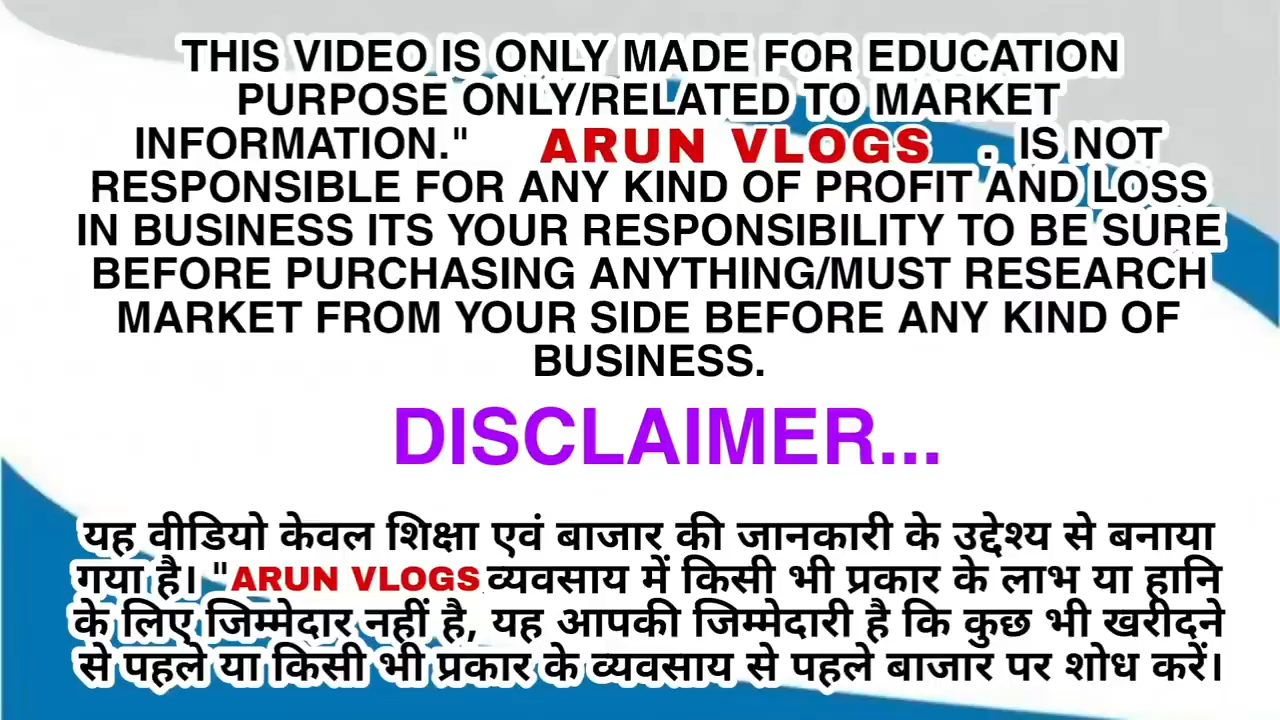 THIS VIDEO IS ONLY MADE FOR EDUCATION
PURPOSE ONLY/RELATED TO MARKET
INFORMATION." ARUN VLOGS . IS NOT
RESPONSIBLE FOR ANY KIND OF PROFIT AND LOSS
IN BUSINESS ITS YOUR RESPONSIBILITY TO BE SURE
BEFORE PURCHASING ANYTHING/MUST RESEARCH
MARKET FROM YOUR SIDE BEFORE ANY KIND OF
BUSINESS.
DISCLAIMER...
यह वीडियो केवल शिक्षा एवं बाजार की जानकारी के उद्देश्य से बनाया
गया है। "ARUN VLOGS व्यवसाय में किसी भी प्रकार के लाभ या हानि
के लिए जिम्मेदार नहीं है, यह आपकी जिम्मेदारी है कि कुछ भी खरीदने
से पहले या किसी भी प्रकार के व्यवसाय से पहले बाजार पर शोध करें।